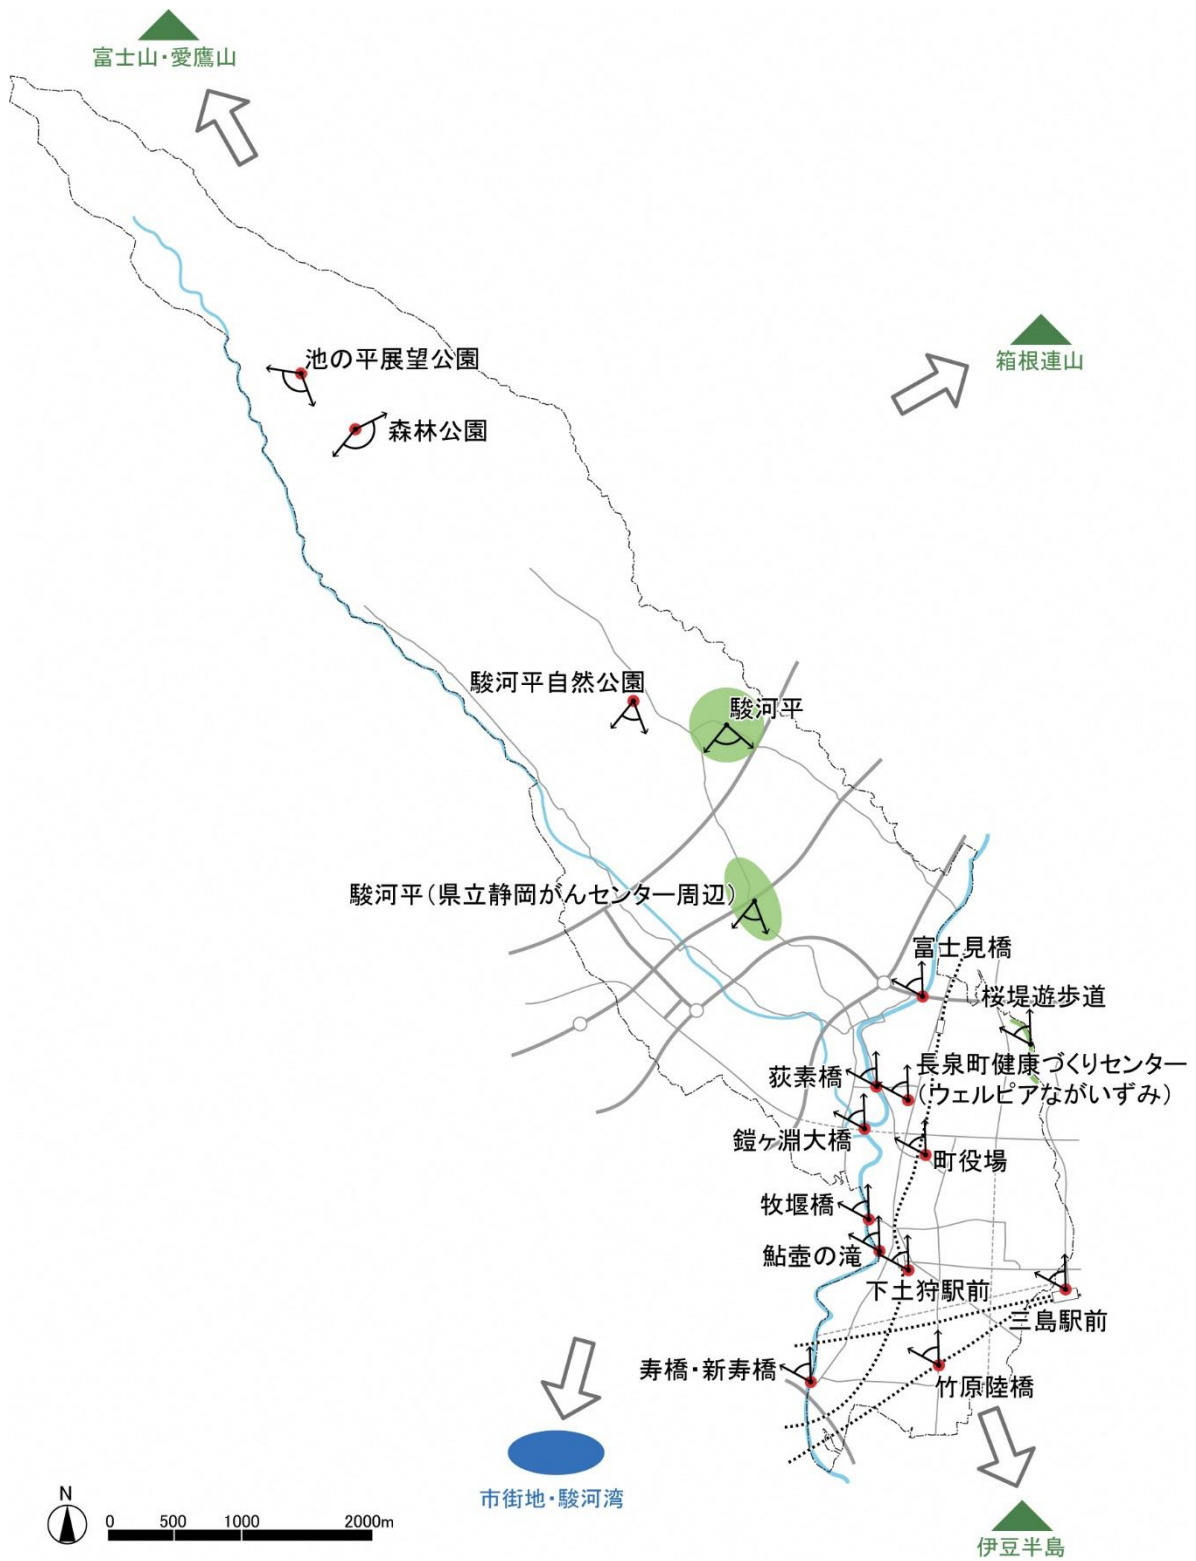 富士山・愛鷹山
箱根連山
池の平展望公園
森林公園
駿河平自然公園
駿河平
駿河平(県立静岡がんセンター周辺)
富士見橋
桜堤遊歩道
荻素橋
長泉町健康づくりセンター
(ウェルピアながいずみ)
鎧ヶ淵大橋
町役場
牧堰橋
鮎壺の滝
下土狩駅前
三島駅前
寿橋・新寿橋
竹原陸橋
市街地・駿河湾
伊豆半島
N
0 500 1000 2000m